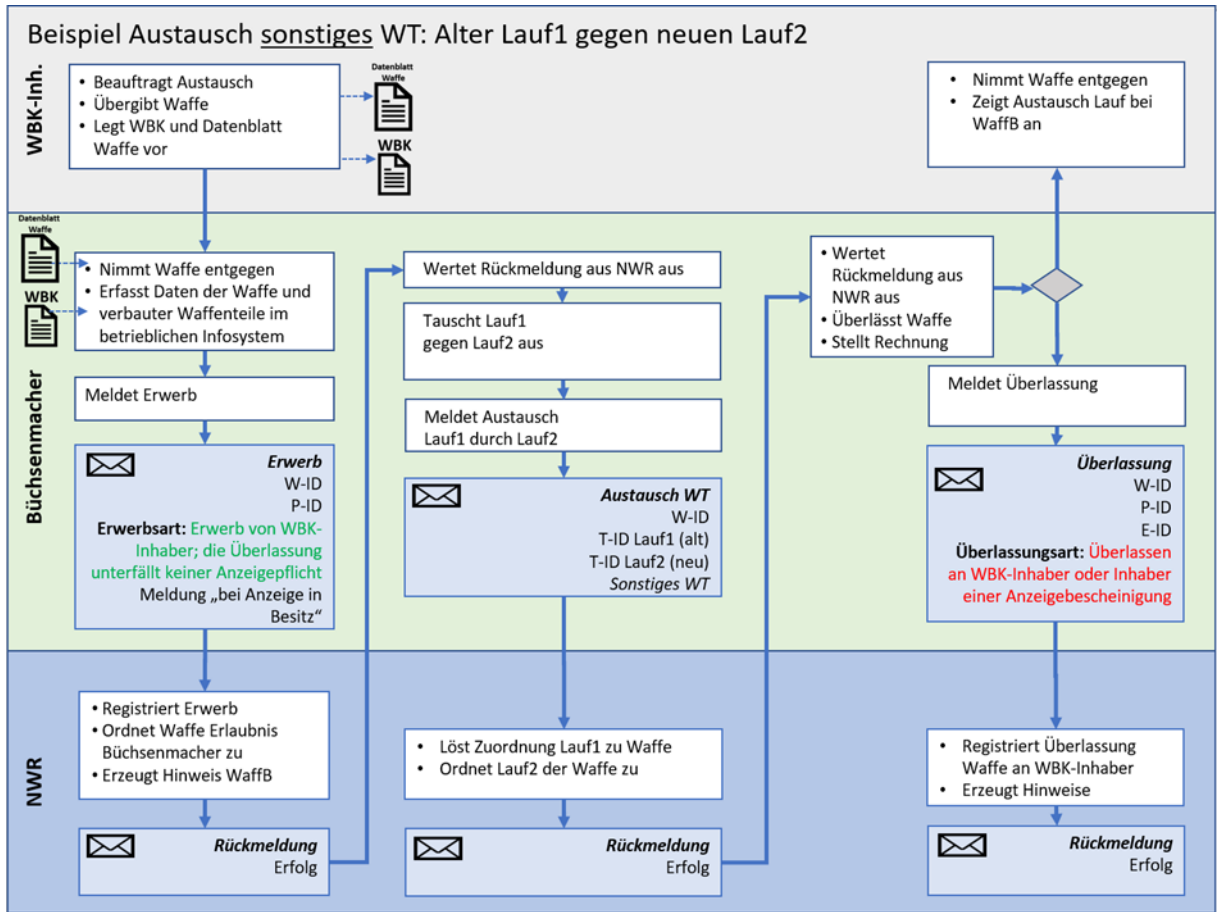 Beispiel Austausch sonstiges WT: Alter Lauf1 gegen neuen Lauf2
WBK-Inh.
• Beauftragt Austausch
• Übergibt Waffe
• Legt WBK und Datenblatt
Waffe vor
Datenblatt
Waffe
WBK
• Nimmt Waffe entgegen
• Zeigt Austausch Lauf bei
WaffB an
Büchsenmacher
Datenblatt
Waffe
WBK
• Nimmt Waffe entgegen
• Erfasst Daten der Waffe und
verbauter Waffenteile im
betrieblichen Infosystem
Meldet Erwerb
Erwerb
W-ID
P-ID
Erwerbsart: Erwerb von WBK-
Inhaber; die Überlassung
unterfällt keiner Anzeigepflicht
Meldung „bei Anzeige in
Besitz“
Wertet Rückmeldung aus NWR aus
Tauscht Lauf1
gegen Lauf2 aus
Meldet Austausch
Lauf1 durch Lauf2
Austausch WT
W-ID
T-ID Lauf1 (alt)
T-ID Lauf2 (neu)
Sonstiges WT
• Wertet
Rückmeldung aus
NWR aus
• Überlässt Waffe
• Stellt Rechnung
Meldet Überlassung
Überlassung
W-ID
P-ID
E-ID
Überlassungsart: Überlassen
an WBK-Inhaber oder Inhaber
einer Anzeigebescheinigung
NWR
• Registriert Erwerb
• Ordnet Waffe Erlaubnis
Büchsenmacher zu
• Erzeugt Hinweis WaffB
Rückmeldung
Erfolg
• Löst Zuordnung Lauf1 zu Waffe
• Ordnet Lauf2 der Waffe zu
Rückmeldung
Erfolg
• Registriert Überlassung
Waffe an WBK-Inhaber
• Erzeugt Hinweise
Rückmeldung
Erfolg